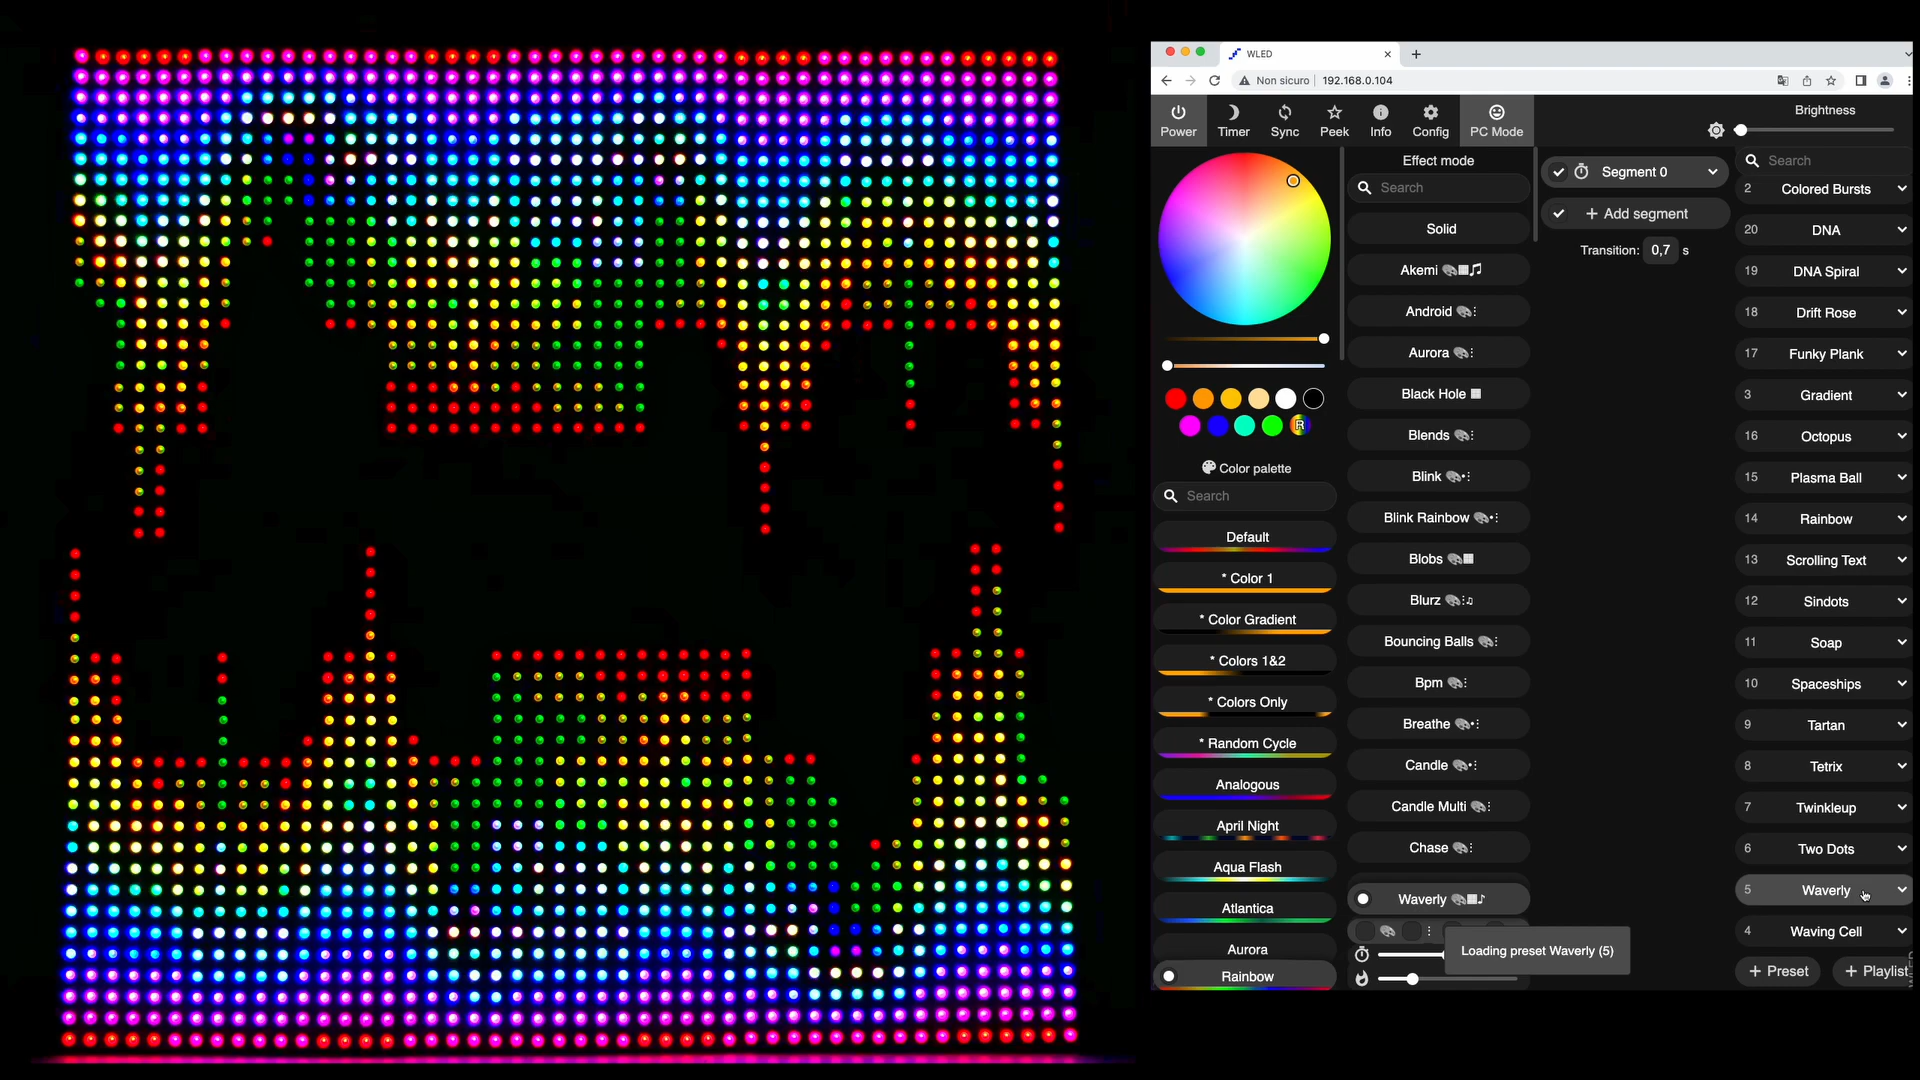 WLED
Non sicuro
192.168.0.104
Power
Timer
Sync
Peek
Info
Config
PC Mode
Brightness
Color palette
Search
Default
* Color 1
* Color Gradient
* Colors 1&2
* Colors Only
* Random Cycle
Analogous
April Night
Aqua Flash
Atlantica
Aurora
Rainbow
R
Effect mode
Search
Solid
Akemi
Android
Aurora
Black Hole
Blends
Blink
Blink Rainbow
Blobs
Blurz
Bouncing Balls
Bpm
Breathe
Candle
Candle Multi
Chase
Waverly
Loading preset Waverly (5)
Segment 0
+ Add segment
Transition: 0,7 s
Search
2 Colored Bursts
20 DNA
19 DNA Spiral
18 Drift Rose
17 Funky Plank
3 Gradient
16 Octopus
15 Plasma Ball
14 Rainbow
13 Scrolling Text
12 Sindots
11 Soap
10 Spaceships
9 Tartan
8 Tetrix
7 Twinkleup
6 Two Dots
5 Waverly
4 Waving Cell
+ Preset
+ Playlist